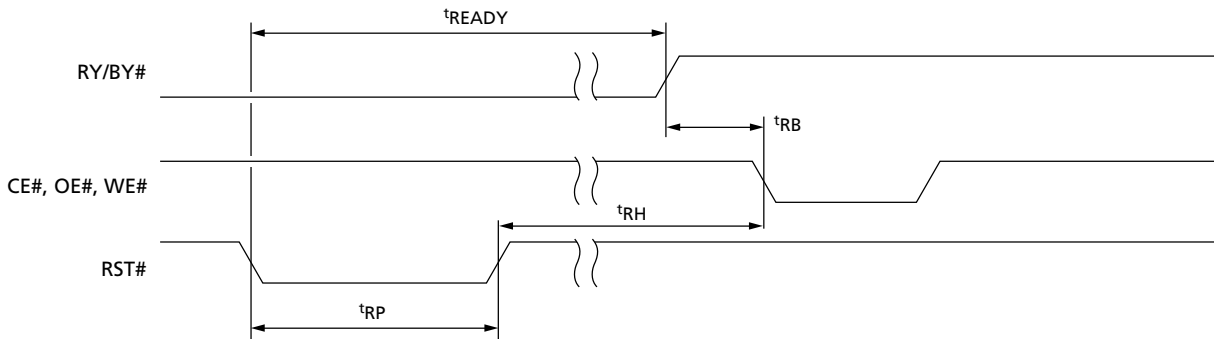 tREADY
RY/BY#
tRB
CE#, OE#, WE#
tRH
RST#
tRP